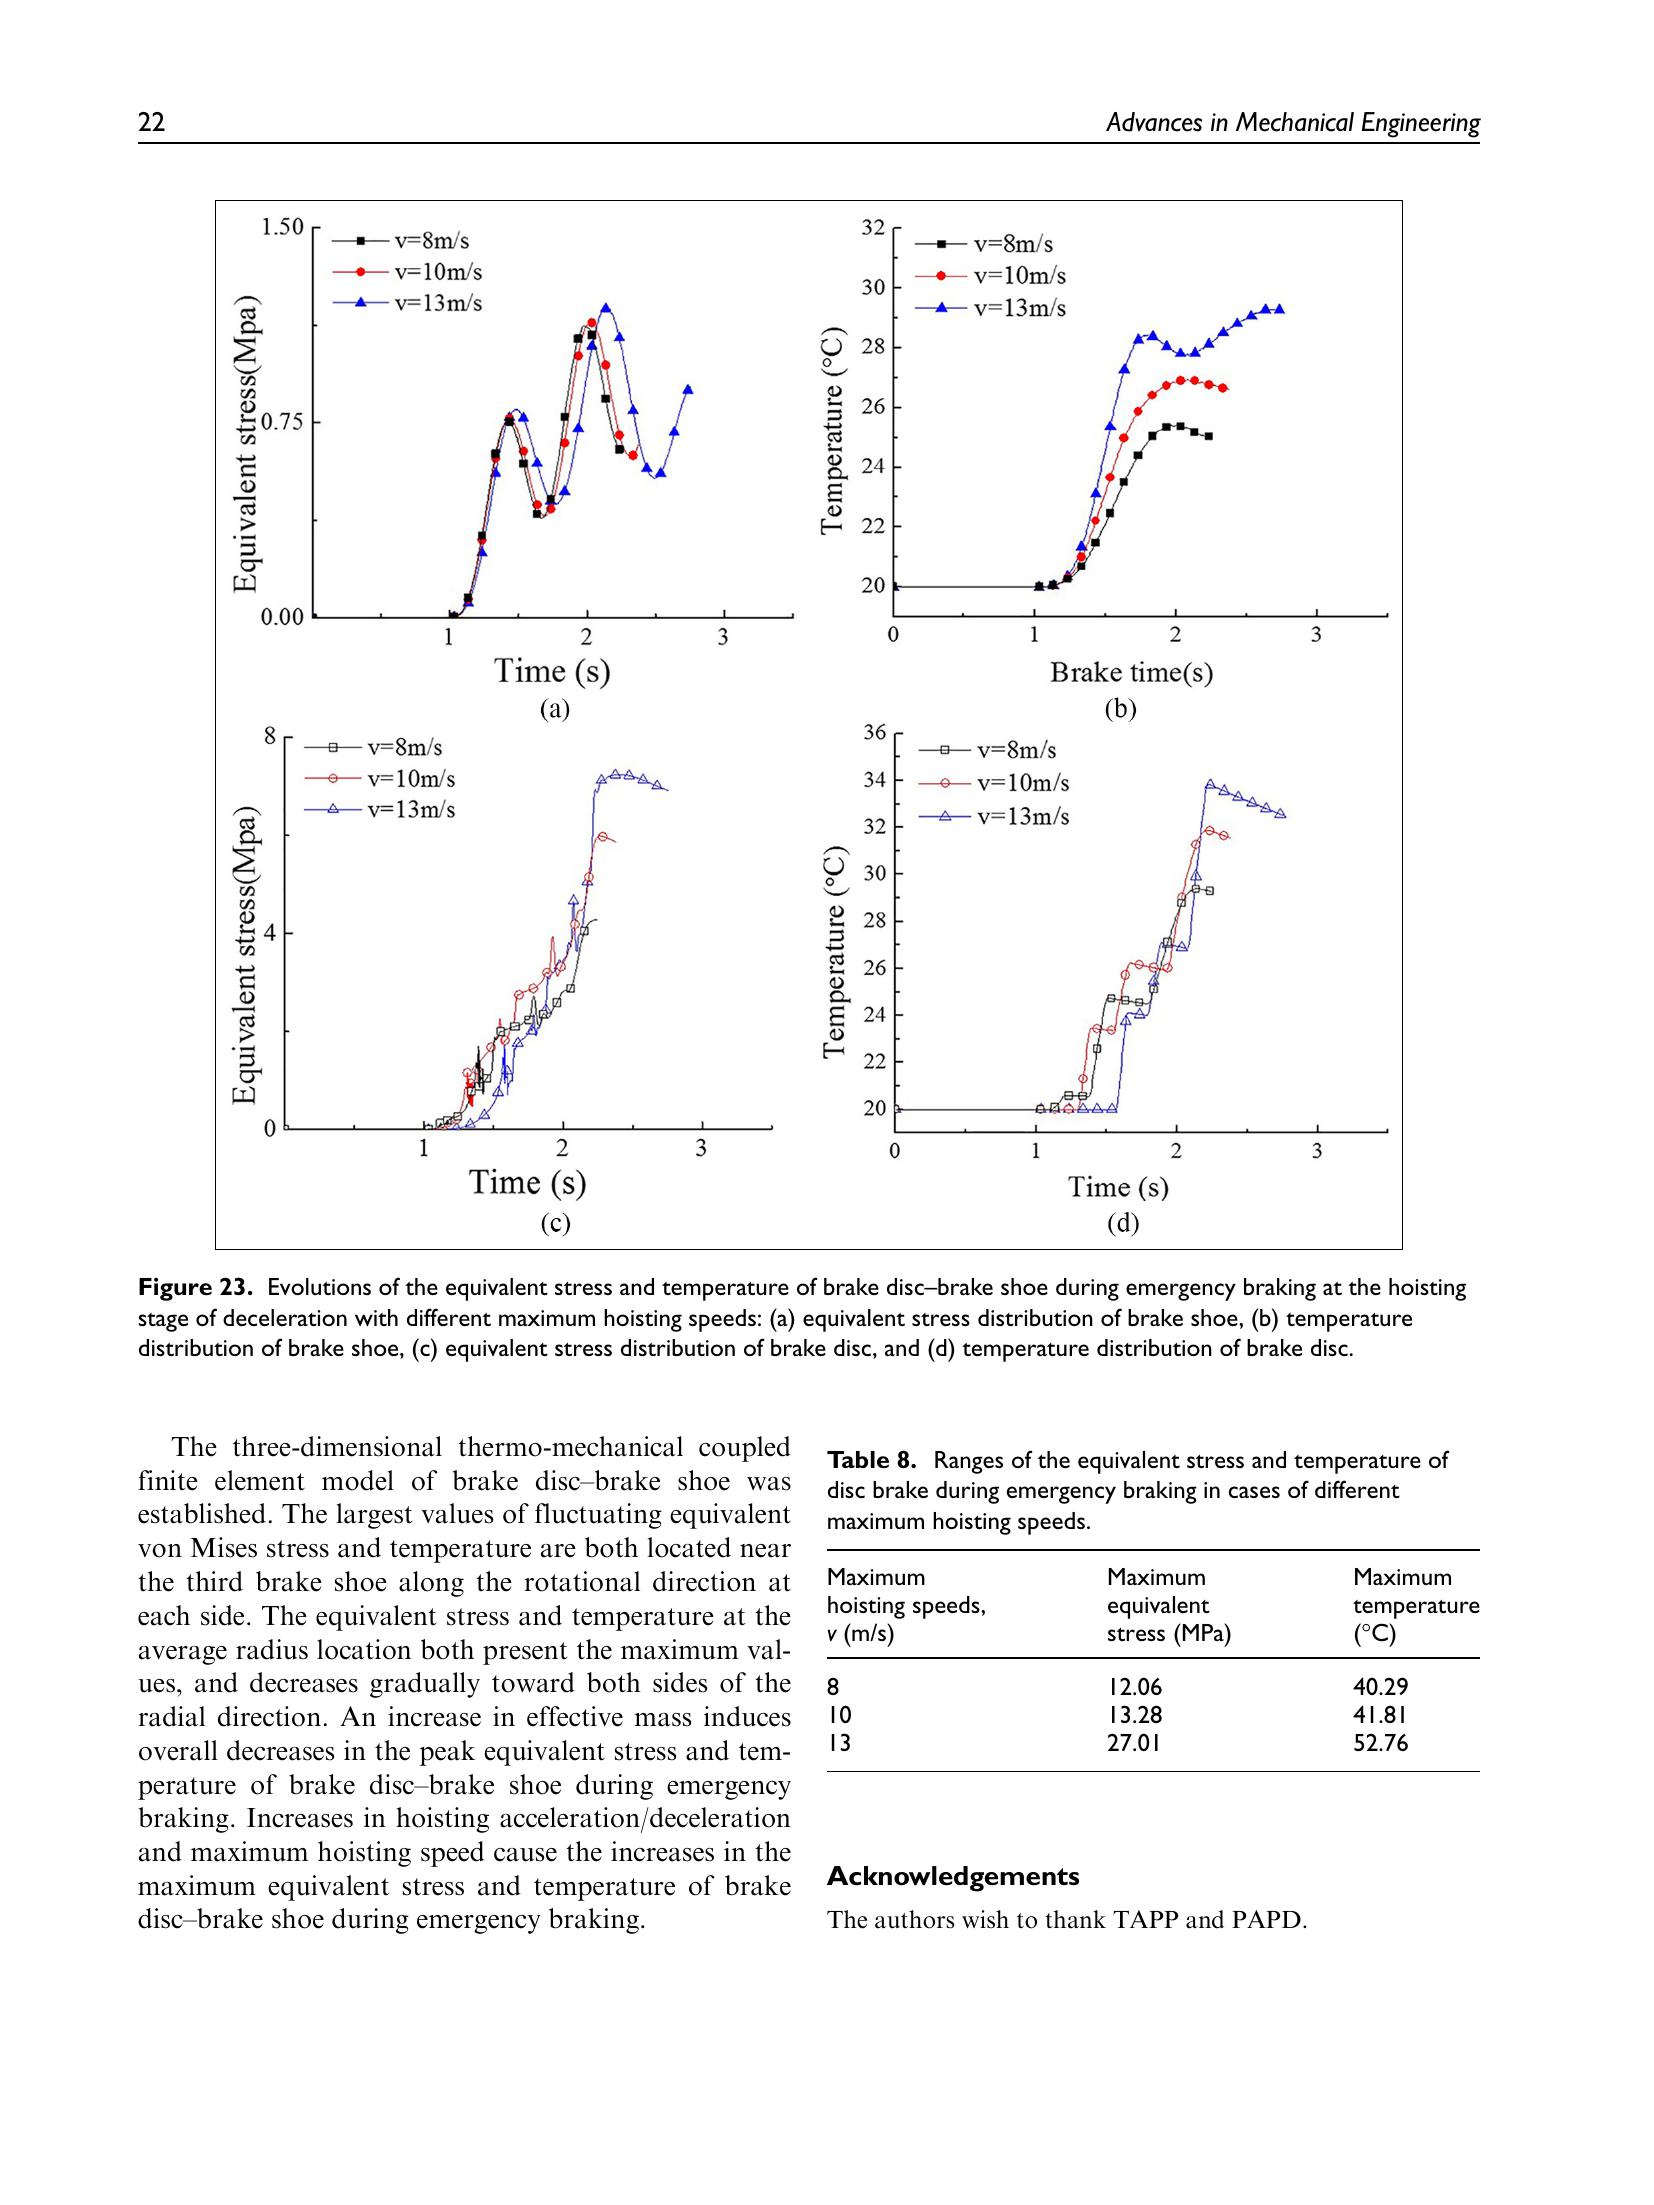 22
Advances in Mechanical Engineering
1.50
0.75
0.00
Equivalent stress(Mpa)
v=8m/s
v=10m/s
v=13m/s
1 2 3
Time (s)
(a)
32
30
28
26
24
22
20
Temperature (°C)
v=8m/s
v=10m/s
v=13m/s
0 1 2 3
Brake time(s)
(b)
8
4
0
Equivalent stress(Mpa)
v=8m/s
v=10m/s
v=13m/s
1 2 3
Time (s)
(c)
36
34
32
30
28
26
24
22
20
Temperature (°C)
v=8m/s
v=10m/s
v=13m/s
0 1 2 3
Time (s)
(d)
Figure 23. Evolutions of the equivalent stress and temperature of brake disc–brake shoe during emergency braking at the hoisting
stage of deceleration with different maximum hoisting speeds: (a) equivalent stress distribution of brake shoe, (b) temperature
distribution of brake shoe, (c) equivalent stress distribution of brake disc, and (d) temperature distribution of brake disc.
The three-dimensional thermo-mechanical coupled
finite element model of brake disc–brake shoe was
established. The largest values of fluctuating equivalent
von Mises stress and temperature are both located near
the third brake shoe along the rotational direction at
each side. The equivalent stress and temperature at the
average radius location both present the maximum val-
ues, and decreases gradually toward both sides of the
radial direction. An increase in effective mass induces
overall decreases in the peak equivalent stress and tem-
perature of brake disc–brake shoe during emergency
braking. Increases in hoisting acceleration/deceleration
and maximum hoisting speed cause the increases in the
maximum equivalent stress and temperature of brake
disc–brake shoe during emergency braking.
Table 8. Ranges of the equivalent stress and temperature of
disc brake during emergency braking in cases of different
maximum hoisting speeds.
Maximum Maximum Maximum
hoisting speeds, equivalent temperature
v (m/s) stress (MPa) (°C)
8 12.06 40.29
10 13.28 41.81
13 27.01 52.76
Acknowledgements
The authors wish to thank TAPP and PAPD.